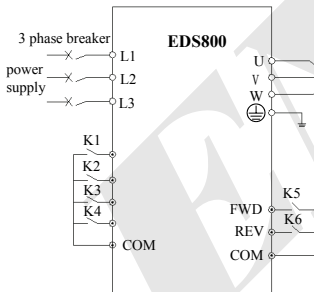 3 phase breaker
EDS800
L1
U
power
supply
L2
V
W
L3
K1
K2
K3
K4
K5
FWD
K6
REV
COM
COM